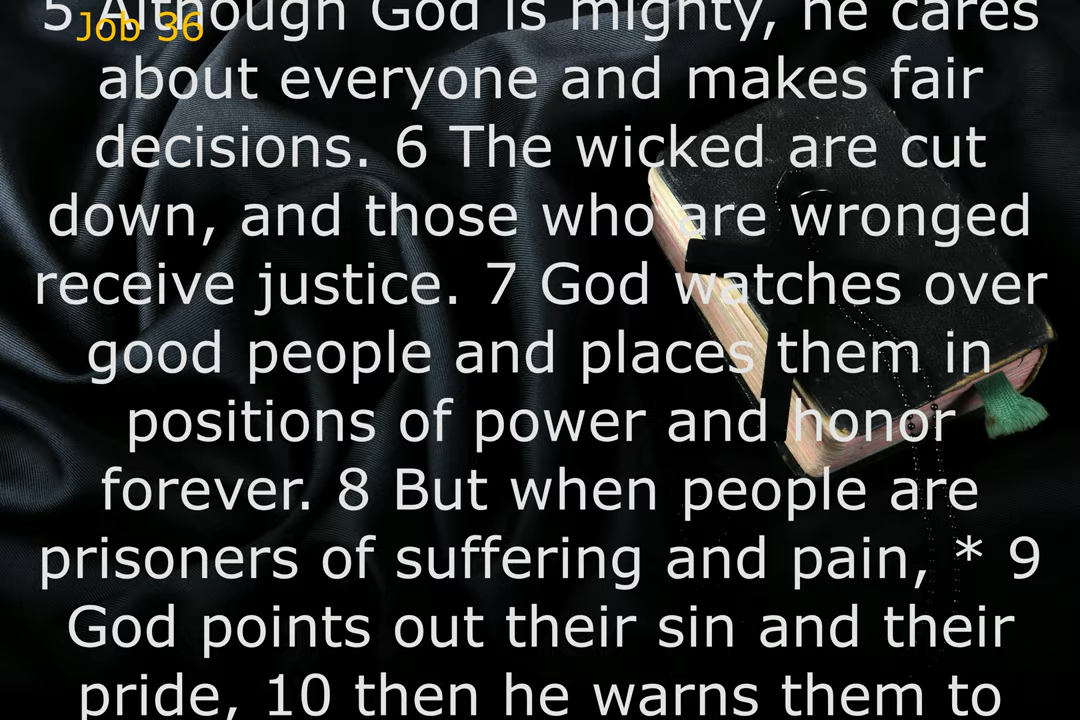 Job 36
5 Although God is mighty, he cares
about everyone and makes fair
decisions. 6 The wicked are cut
down, and those who are wronged
receive justice. 7 God watches over
good people and places them in
positions of power and honor
forever. 8 But when people are
prisoners of suffering and pain, * 9
God points out their sin and their
pride, 10 then he warns them to